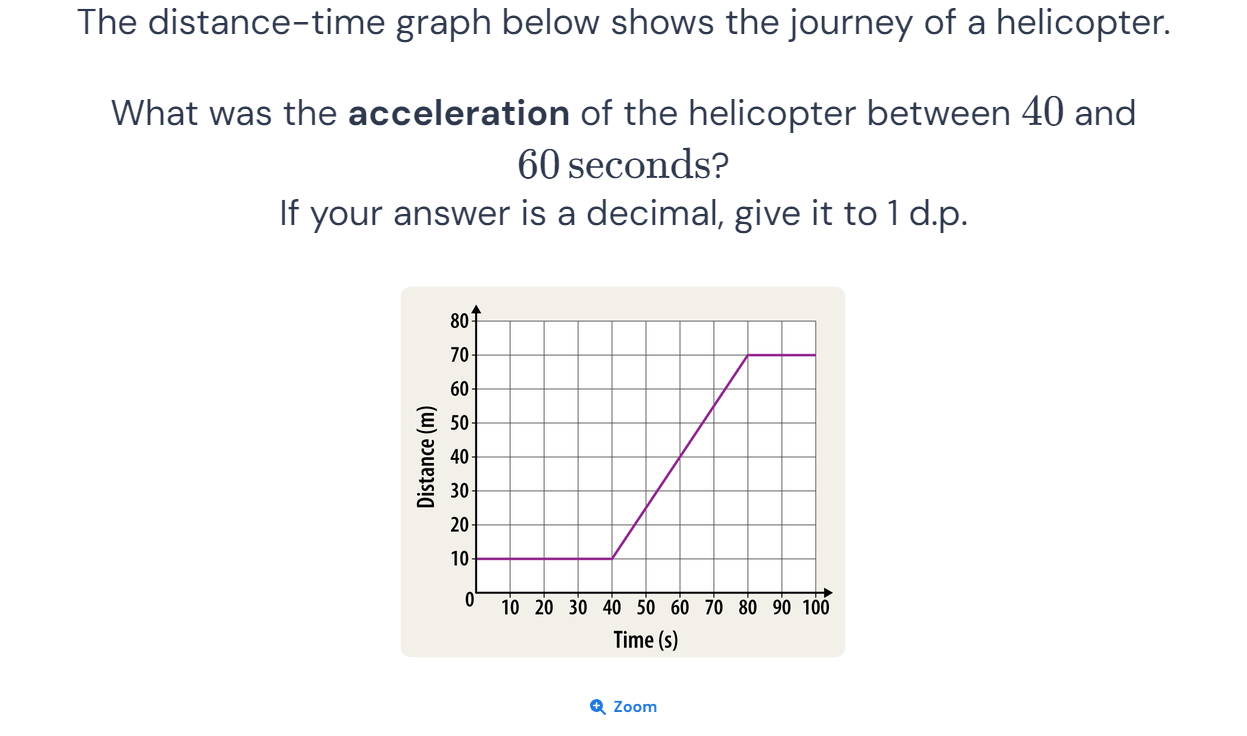 The distance-time graph below shows the journey of a helicopter.
What was the acceleration of the helicopter between 40 and
60 seconds?
If your answer is a decimal, give it to 1 d.p.
80
70
60
50
40
30
20
10
0
Distance (m)
10 20 30 40 50 60 70 80 90 100
Time (s)
Zoom